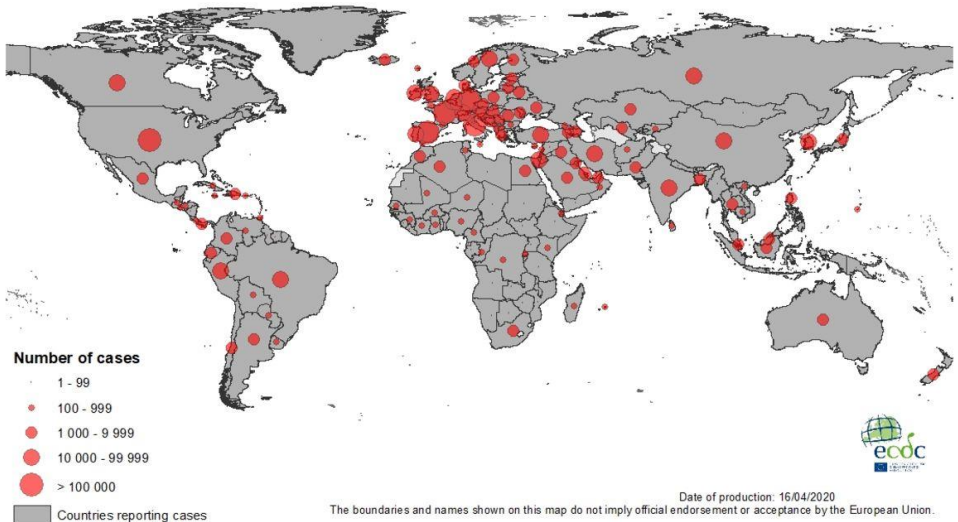 Number of cases
1 - 99
100 - 999
1 000 - 9 999
10 000 - 99 999
> 100 000
Countries reporting cases
ecdc
Date of production: 16/04/2020
The boundaries and names shown on this map do not imply official endorsement or acceptance by the European Union.